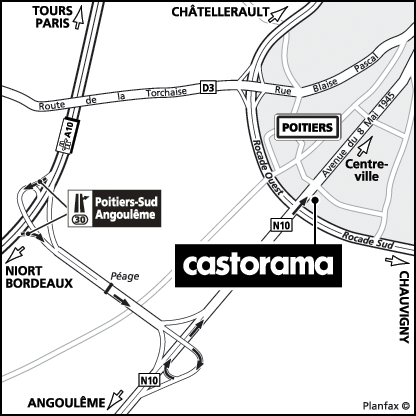 TOURS
PARIS
CHÂTELLERAULT
Route de la Torchaise
D3
Rue Blaise Pascal
A10
POITIERS
Avenue du 8 Mai 1945
Centre-
ville
Rocade Ouest
Poitiers-Sud
Angoulême
30
N10
Rocade Sud
castorama
NIORT
BORDEAUX
Péage
CHAUVIGNY
N10
ANGOULÊME
Planfax ©